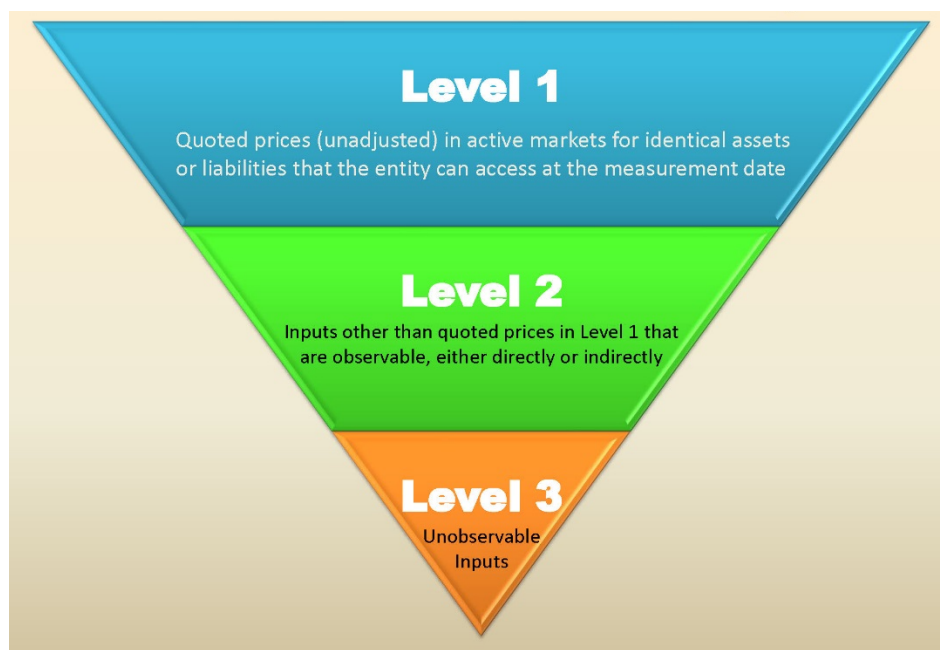 Level 1
Quoted prices (unadjusted) in active markets for identical assets
or liabilities that the entity can access at the measurement date
Level 2
Inputs other than quoted prices in Level 1 that
are observable, either directly or indirectly
Level 3
Unobservable
Inputs